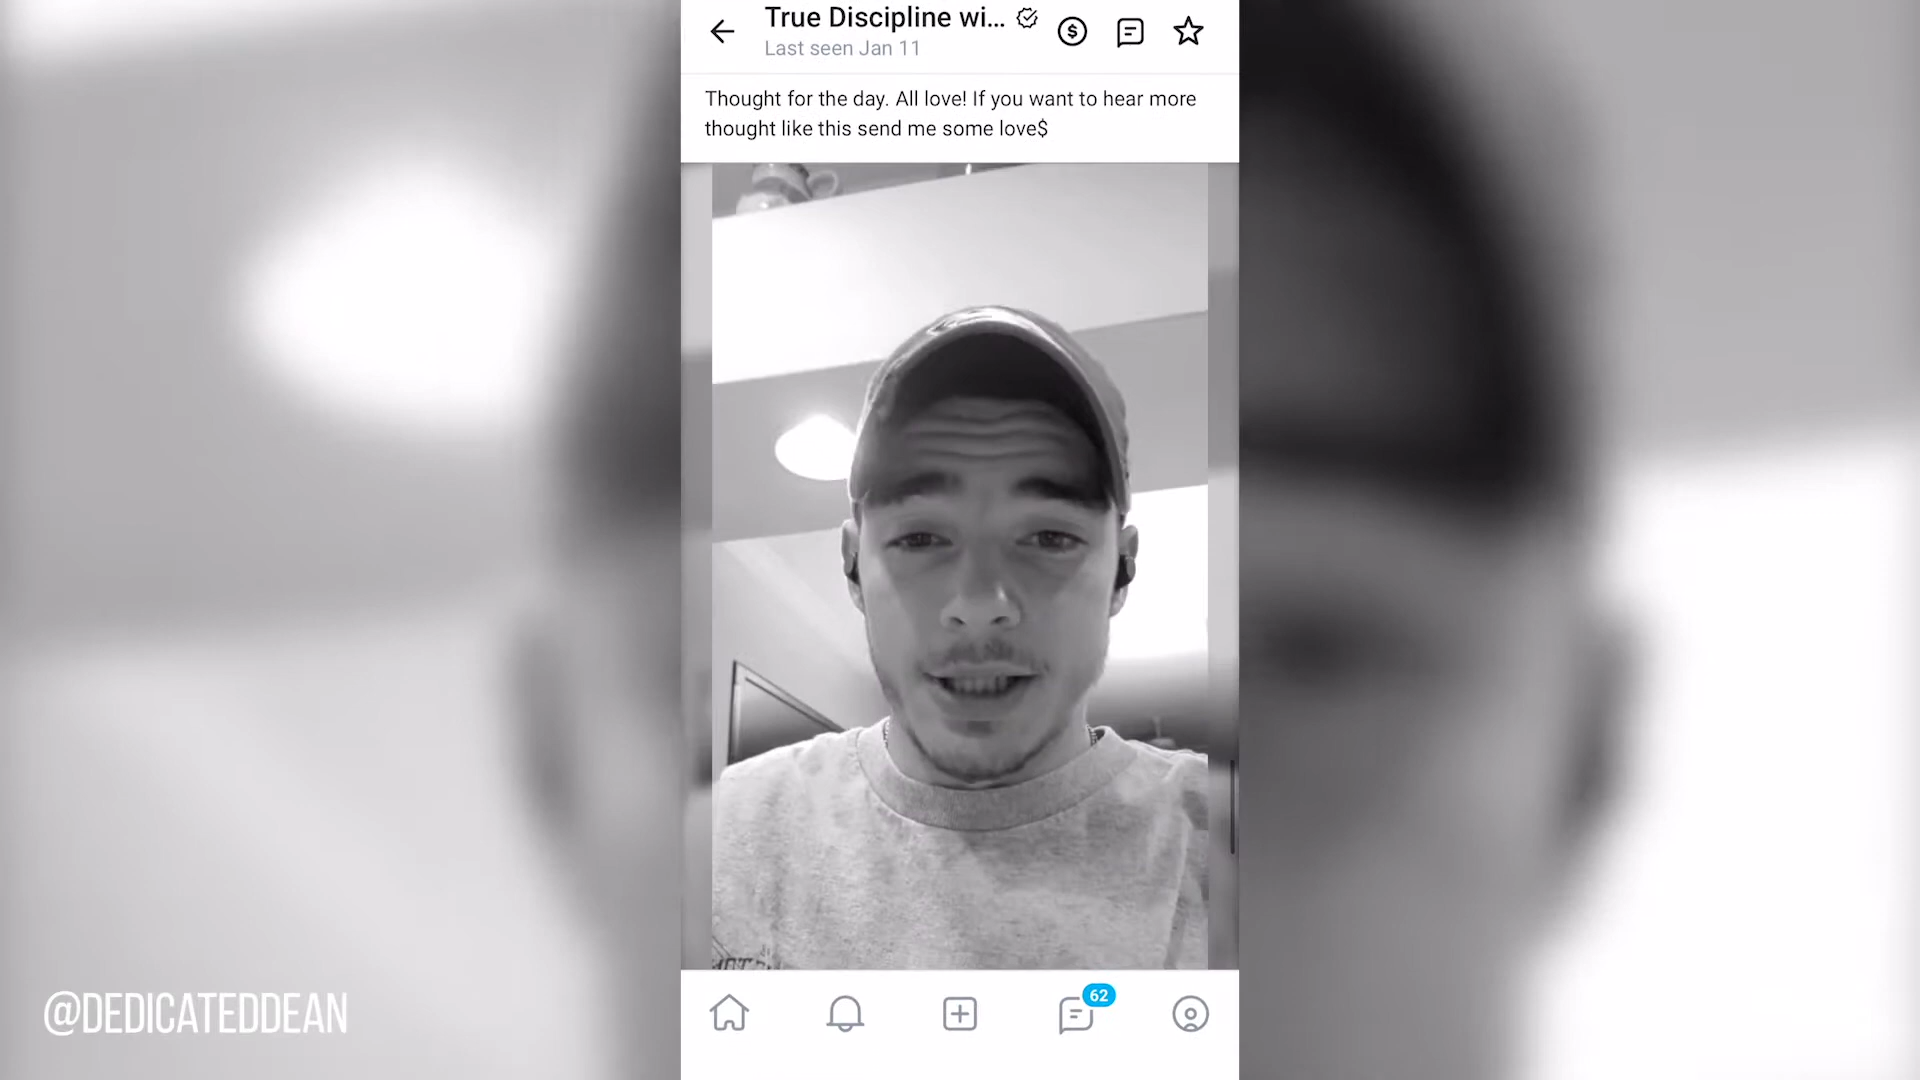 True Discipline wi...
Last seen Jan 11
Thought for the day. All love! If you want to hear more
thought like this send me some love$
62
@DEDICATEDDEAN